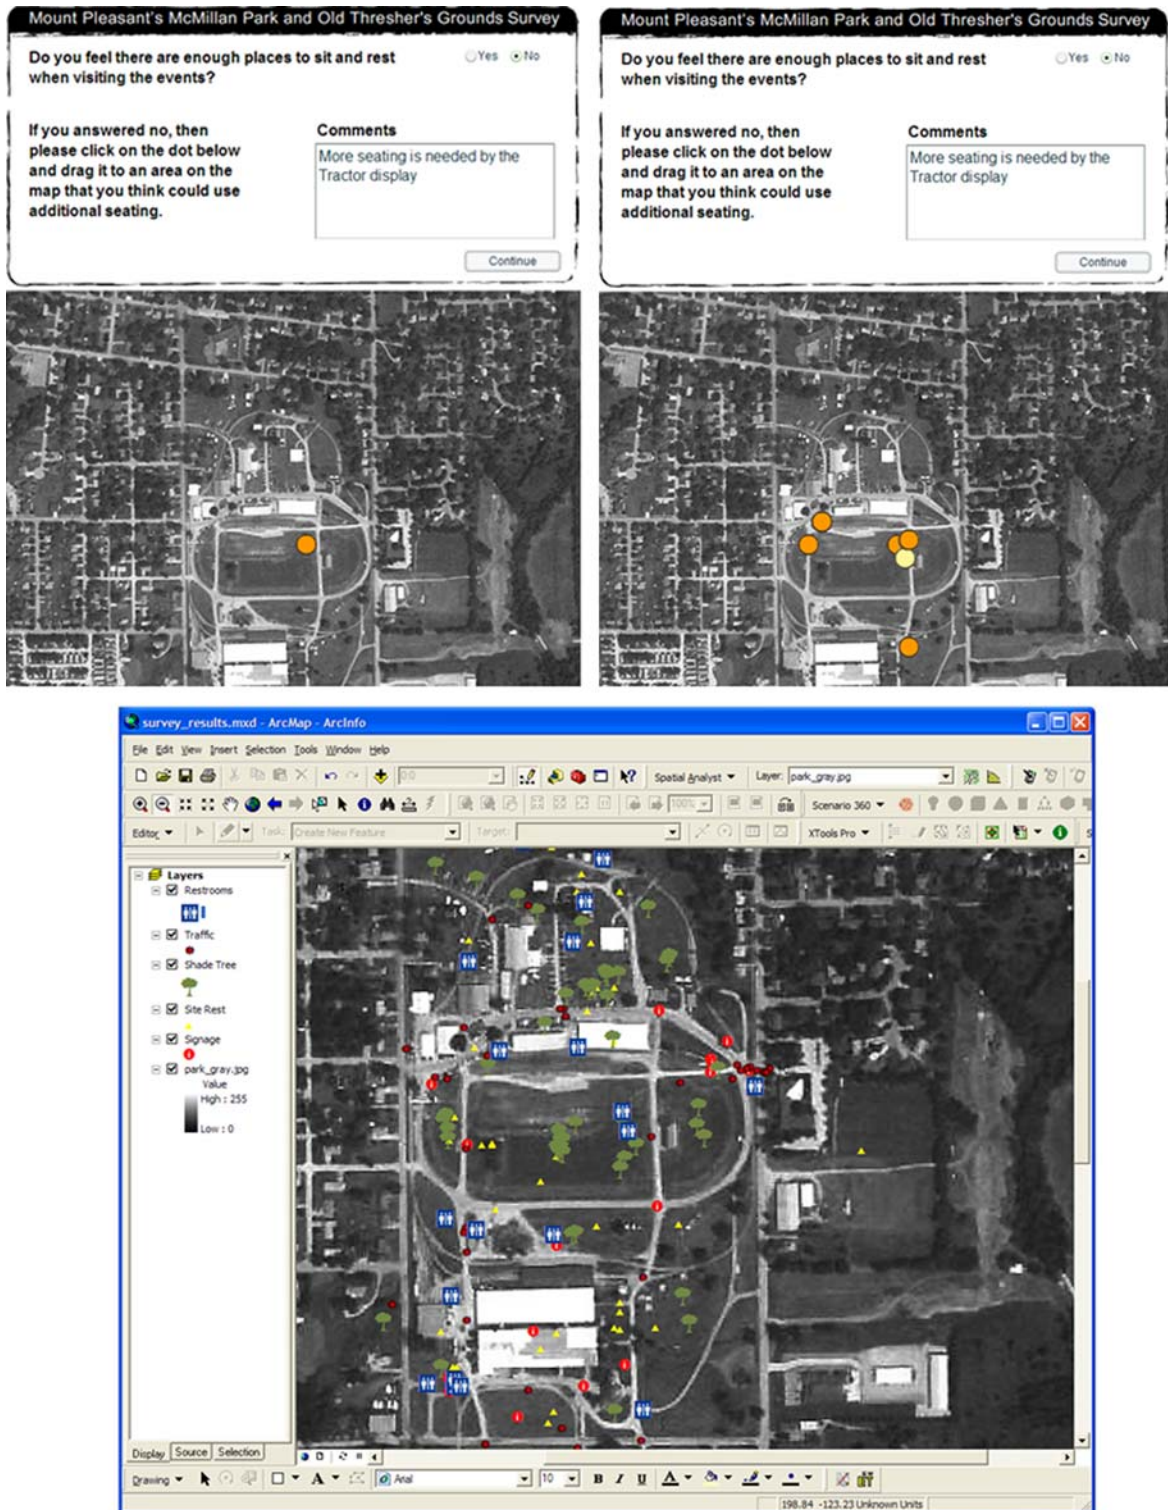 Mount Pleasant's McMillan Park and Old Thresher's Grounds Survey
Do you feel there are enough places to sit and rest
when visiting the events?
Yes No
If you answered no, then
please click on the dot below
and drag it to an area on the
map that you think could use
additional seating.
Comments
More seating is needed by the
Tractor display
Continue
Mount Pleasant's McMillan Park and Old Thresher's Grounds Survey
Do you feel there are enough places to sit and rest
when visiting the events?
Yes No
If you answered no, then
please click on the dot below
and drag it to an area on the
map that you think could use
additional seating.
Comments
More seating is needed by the
Tractor display
Continue
survey_results.mxd - ArcMap - ArcInfo
File Edit View Insert Selection Tools Window Help
Spatial Analyst Layer: park_gray.jpg
100% Scenario 360
Editor Task: Create New Feature Target: XTools Pro
Layers
Restrooms
Traffic
Shade Tree
Site Rest
Signage
park_gray.jpg
Value
High : 255
Low : 0
Display Source Selection
Drawing A Arial 10 B I U A
198.84 -123.23 Unknown Units